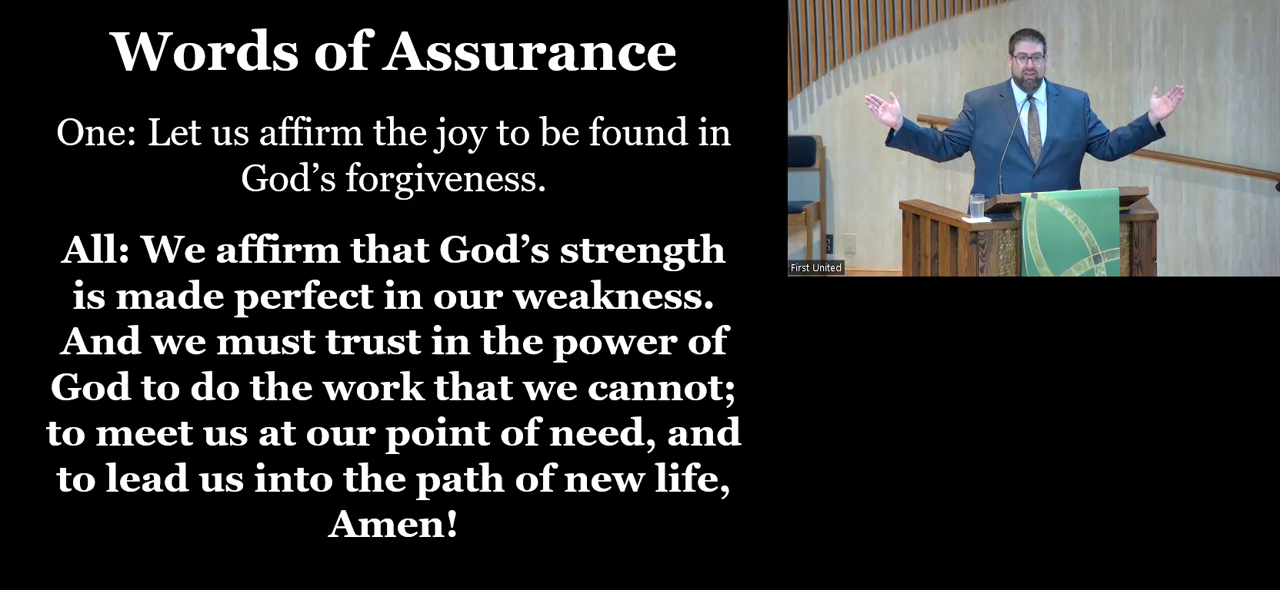 Words of Assurance
One: Let us affirm the joy to be found in
God’s forgiveness.
All: We affirm that God’s strength
is made perfect in our weakness.
And we must trust in the power of
God to do the work that we cannot;
to meet us at our point of need, and
to lead us into the path of new life,
Amen!
First United